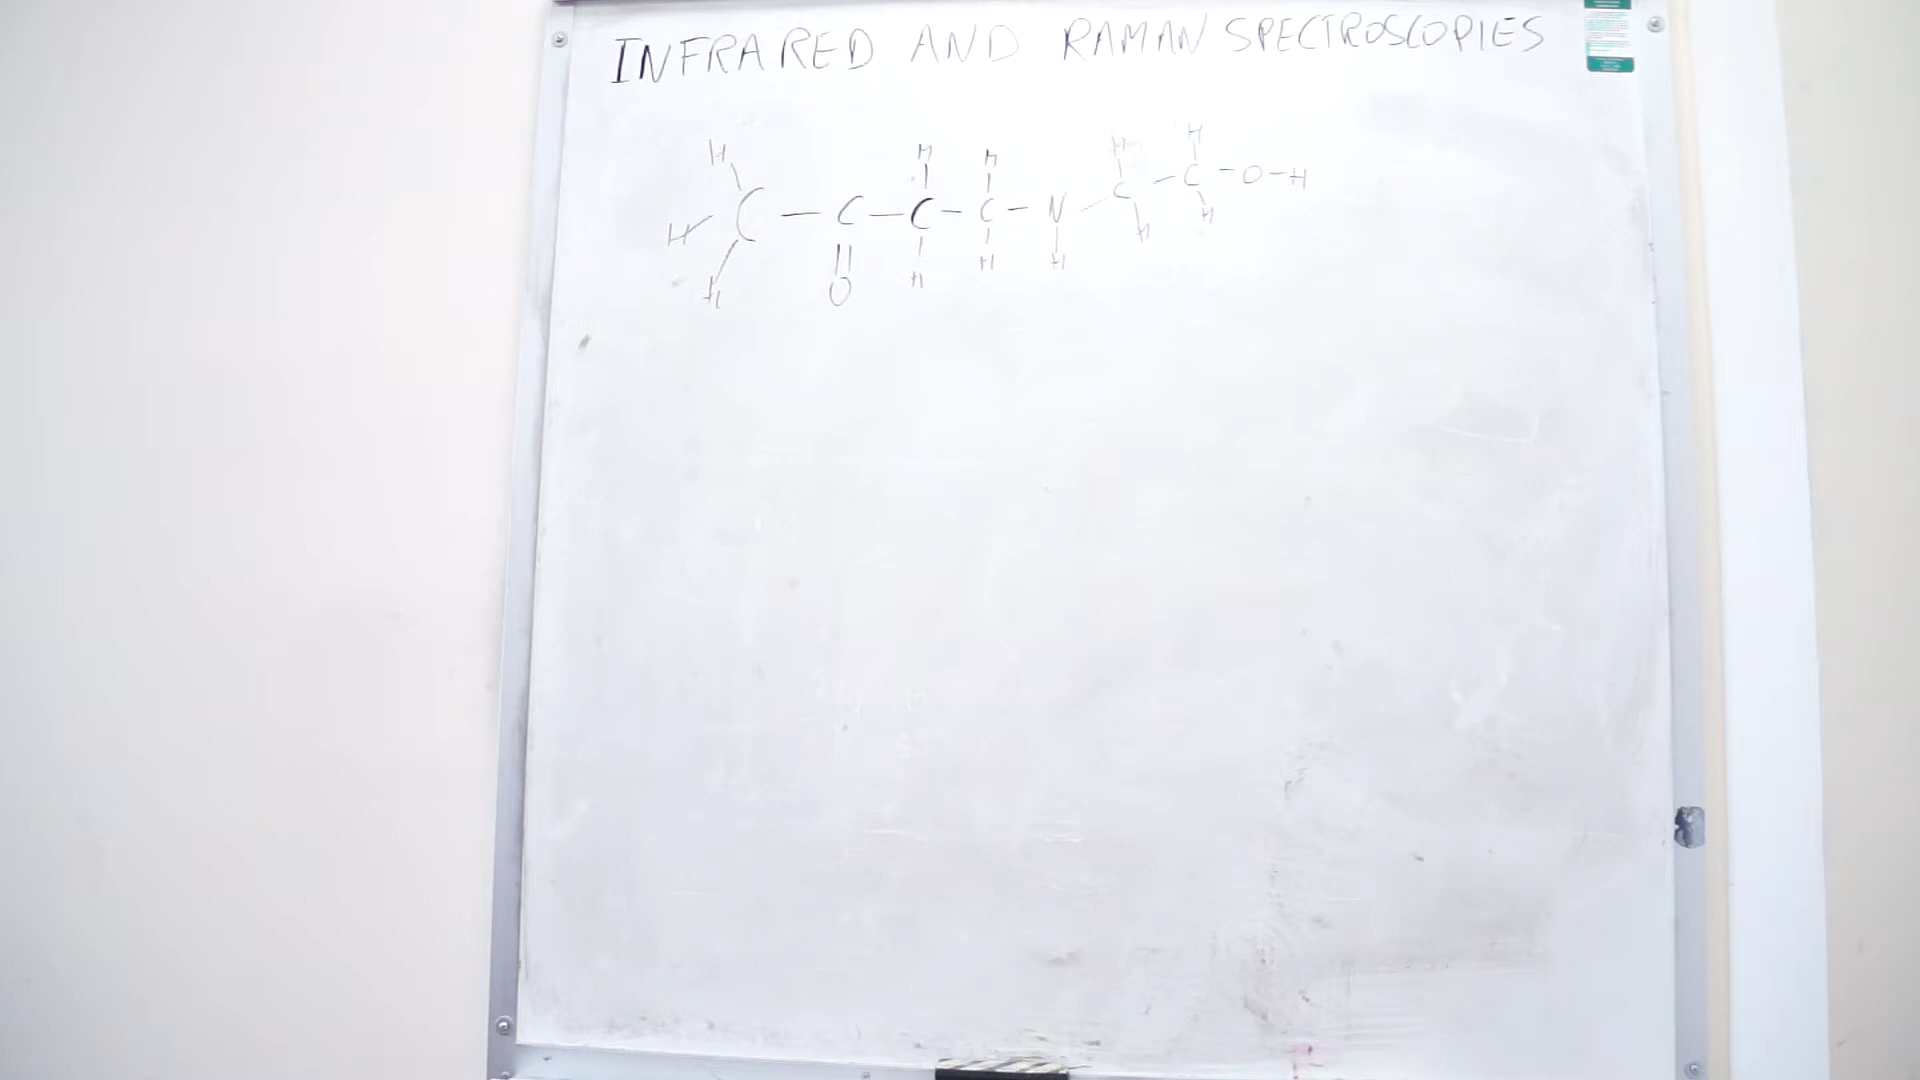 INFRARED AND RAMAN SPECTROSCOPIES
H H H H H
H C — C — C — C — N — C — C — O — H
H O H H H H H